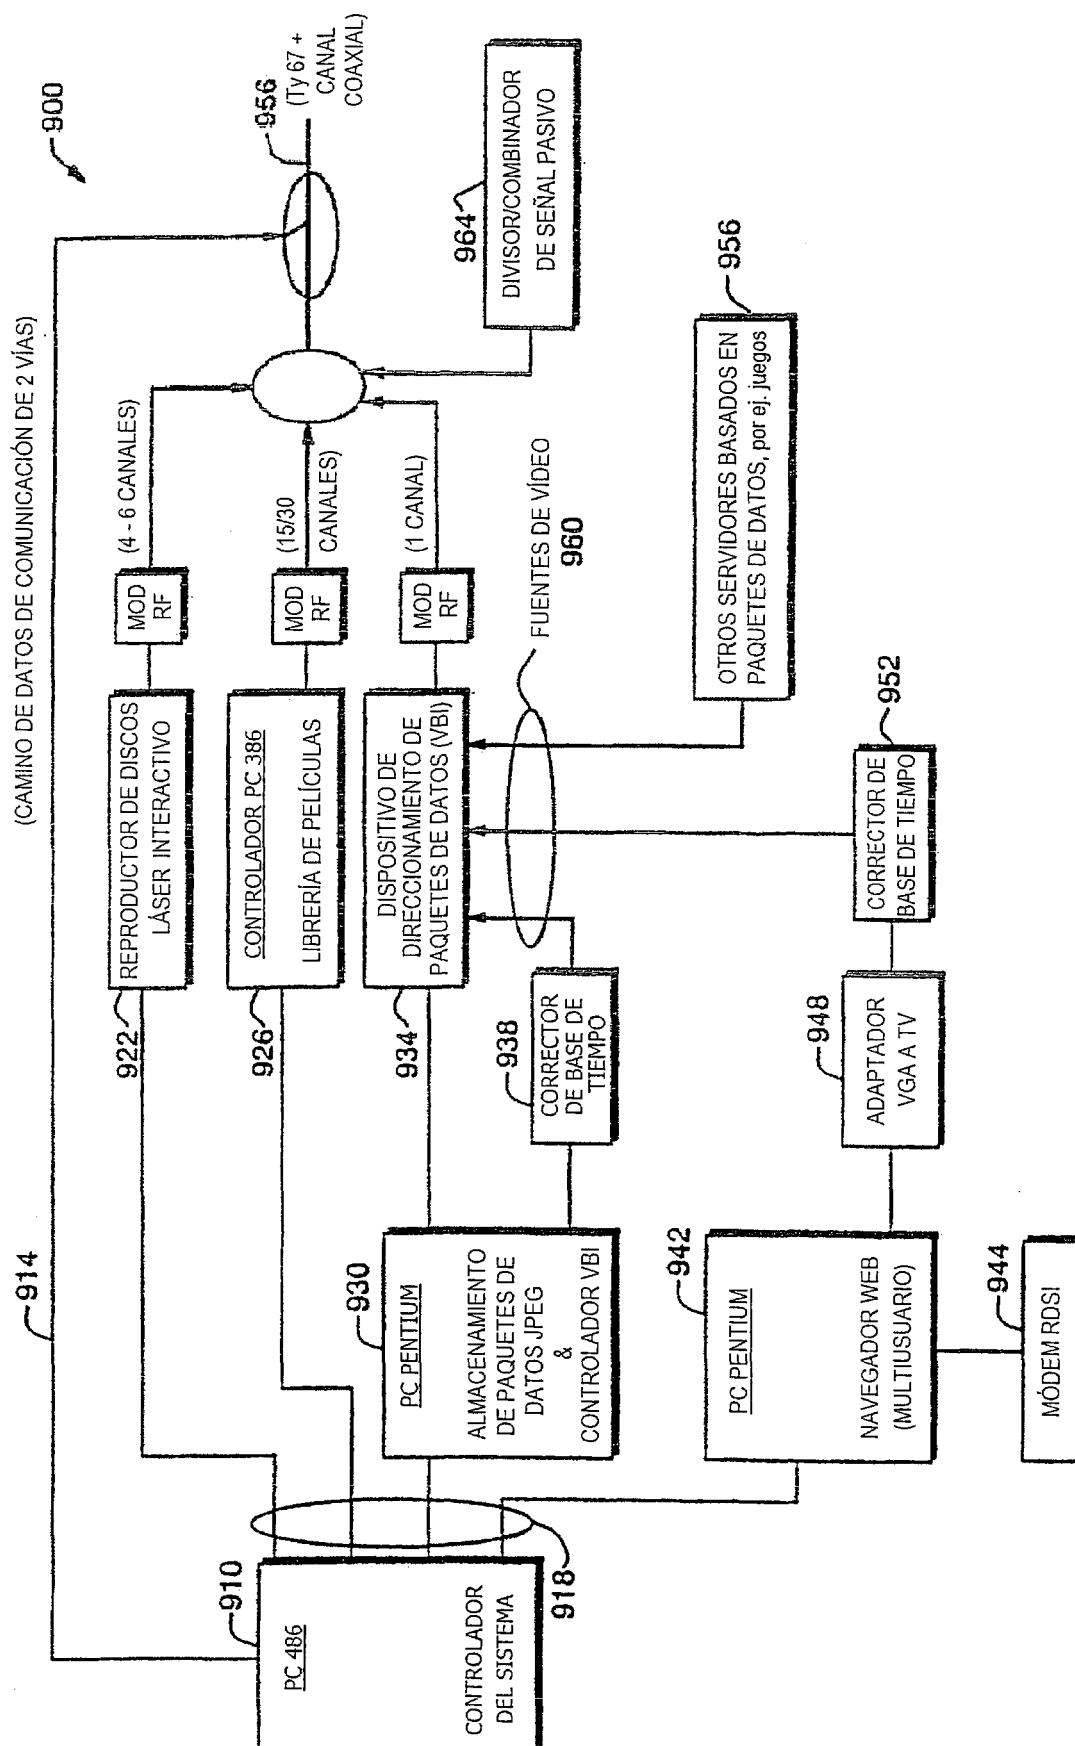 900
(CAMINO DE DATOS DE COMUNICACIÓN DE 2 VÍAS)
914
956
(Ty 67 +
CANAL
COAXIAL)
964
DIVISOR/COMBINADOR
DE SEÑAL PASIVO
922
REPRODUCTOR DE DISCOS
LÁSER INTERACTIVO
MOD
RF
(4 - 6 CANALES)
926
CONTROLADOR PC 386
LIBRERÍA DE PELÍCULAS
MOD
RF
(15/30
CANALES)
934
DISPOSITIVO DE
DIRECCIONAMIENTO DE
PAQUETES DE DATOS (VBI)
MOD
RF
(1 CANAL)
FUENTES DE VÍDEO
960
956
OTROS SERVIDORES BASADOS EN
PAQUETES DE DATOS, por ej. juegos
910
PC 486
CONTROLADOR
DEL SISTEMA
918
930
PC PENTIUM
ALMACENAMIENTO
DE PAQUETES DE
DATOS JPEG
&
CONTROLADOR VBI
938
CORRECTOR
DE BASE DE
TIEMPO
942
PC PENTIUM
NAVEGADOR WEB
(MULTIUSUARIO)
948
ADAPTADOR
VGA A TV
952
CORRECTOR DE
BASE DE TIEMPO
944
MÓDEM RDSI